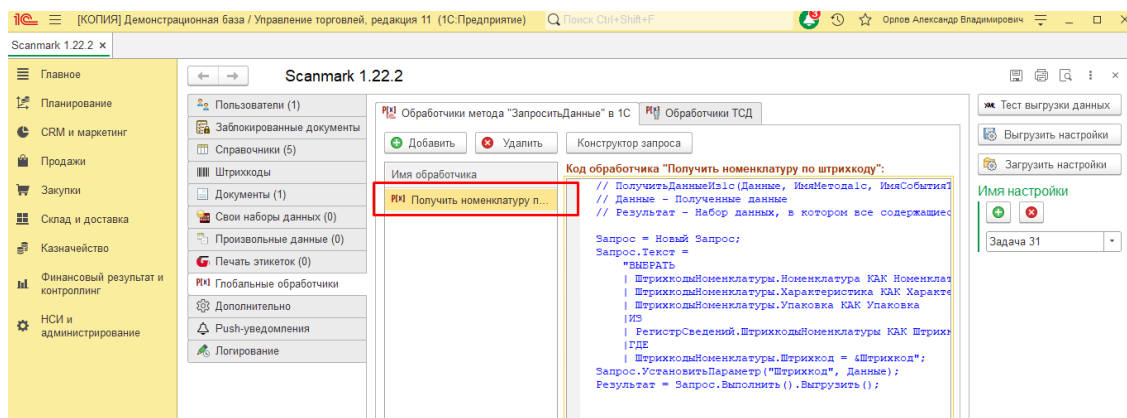 [КОПИЯ] Демонстрационная база / Управление торговлей, редакция 11 (1С:Предприятие)
Поиск Ctrl+Shift+F
3
Орлов Александр Владимирович
Scanmark 1.22.2 ×
Главное
Планирование
CRM и маркетинг
Продажи
Закупки
Склад и доставка
Казначейство
Финансовый результат и
контроллинг
НСИ и
администрирование
Scanmark 1.22.2
Пользователи (1)
Заблокированные документы
Справочники (5)
Штрихкоды
Документы (1)
Свои наборы данных (0)
Произвольные данные (0)
Печать этикеток (0)
Глобальные обработчики
Дополнительно
Push-уведомления
Логирование
Обработчики метода "ЗапроситьДанные" в 1С
Обработчики ТСД
Добавить
Удалить
Конструктор запроса
Имя обработчика
Получить номенклатуру п...
Код обработчика "Получить номенклатуру по штрихкоду":
// ПолучитьДанныеИз1с(Данные, ИмяМетода1с, ИмяСобытияТ
// Данные - Полученные данные
// Результат - Набор данных, в котором все содержащиес
Запрос = Новый Запрос;
Запрос.Текст =
"ВЫБРАТЬ
| ШтрихкодыНоменклатуры.Номенклатура КАК Номенклат
| ШтрихкодыНоменклатуры.Характеристика КАК Характе
| ШтрихкодыНоменклатуры.Упаковка КАК Упаковка
|ИЗ
| РегистрСведений.ШтрихкодыНоменклатуры КАК Штрихк
|ГДЕ
| ШтрихкодыНоменклатуры.Штрихкод = &Штрихкод";
Запрос.УстановитьПараметр("Штрихкод", Данные);
Результат = Запрос.Выполнить().Выгрузить();
XML Тест выгрузки данных
Выгрузить настройки
Загрузить настройки
Имя настройки
Задача 31